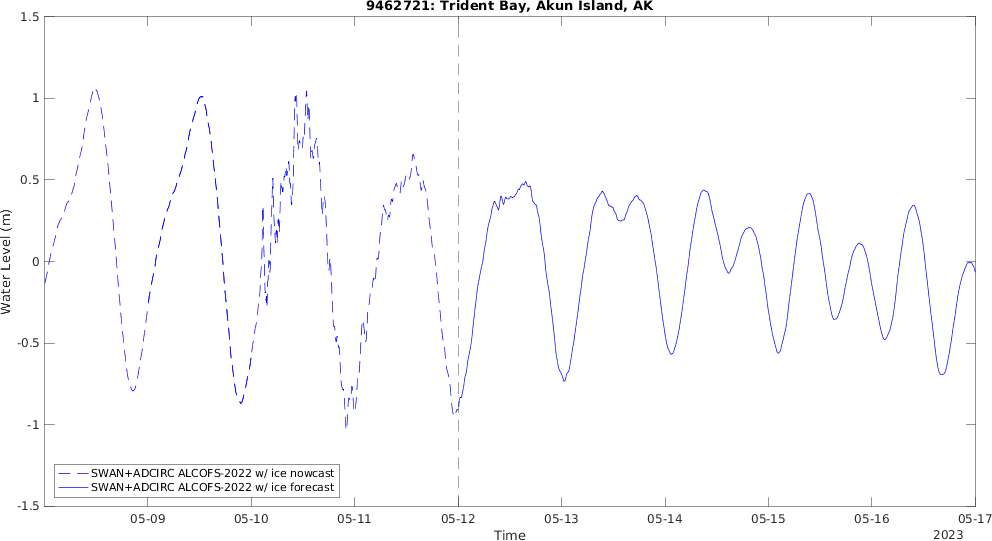 9462721: Trident Bay, Akun Island, AK
1.5
1
0.5
0
-0.5
-1
-1.5
Water Level (m)
SWAN+ADCIRC ALCOFS-2022 w/ ice nowcast
SWAN+ADCIRC ALCOFS-2022 w/ ice forecast
05-09 05-10 05-11 05-12 05-13 05-14 05-15 05-16 05-17
Time
2023